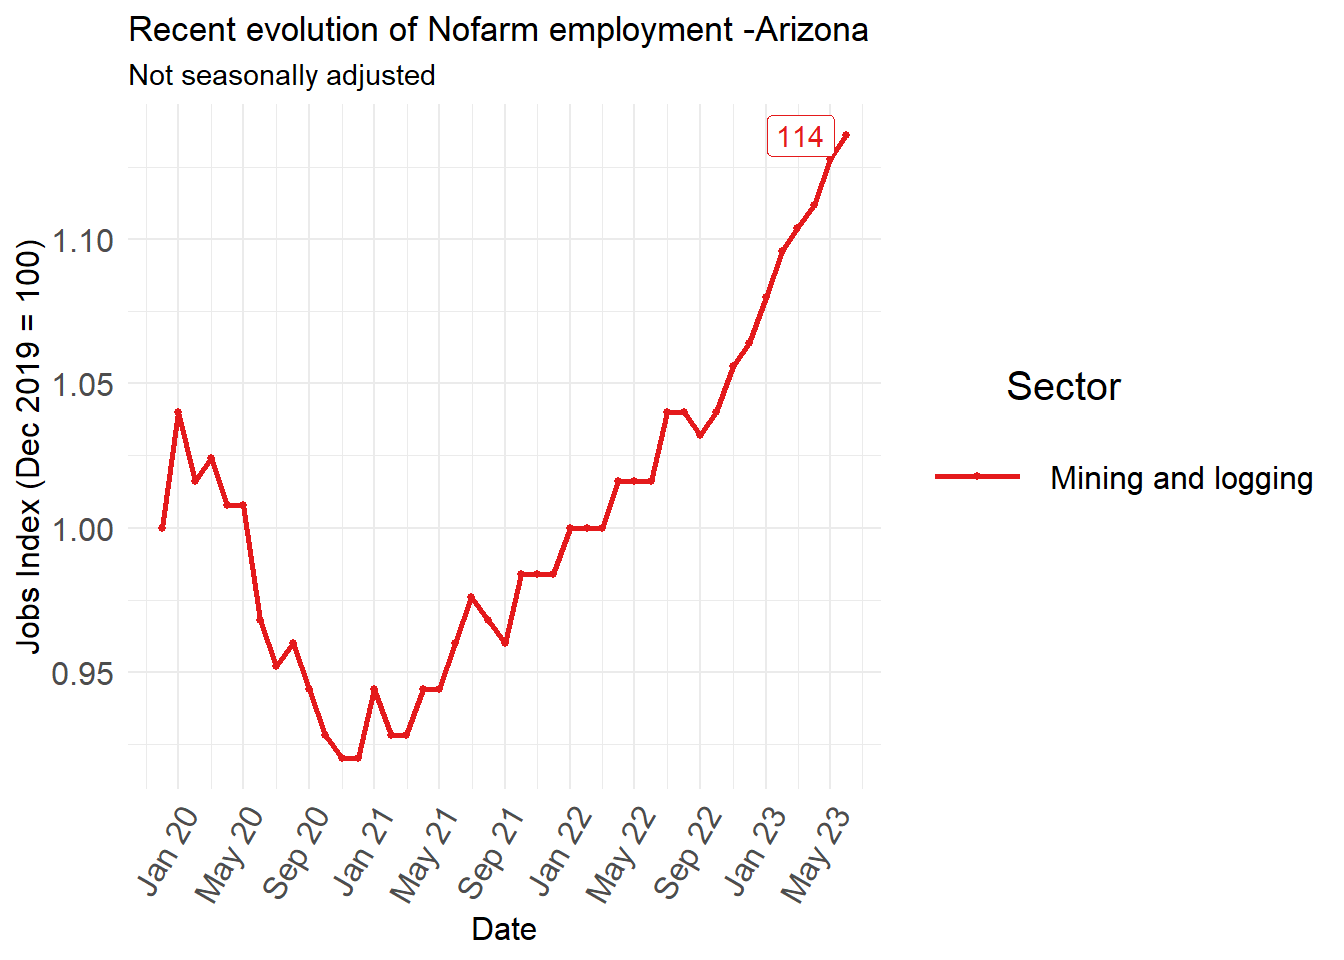 Recent evolution of Nofarm employment -Arizona
Not seasonally adjusted
114
Jobs Index (Dec 2019 = 100)
1.10
1.05
1.00
0.95
Jan 20
May 20
Sep 20
Jan 21
May 21
Sep 21
Jan 22
May 22
Sep 22
Jan 23
May 23
Date
Sector
Mining and logging